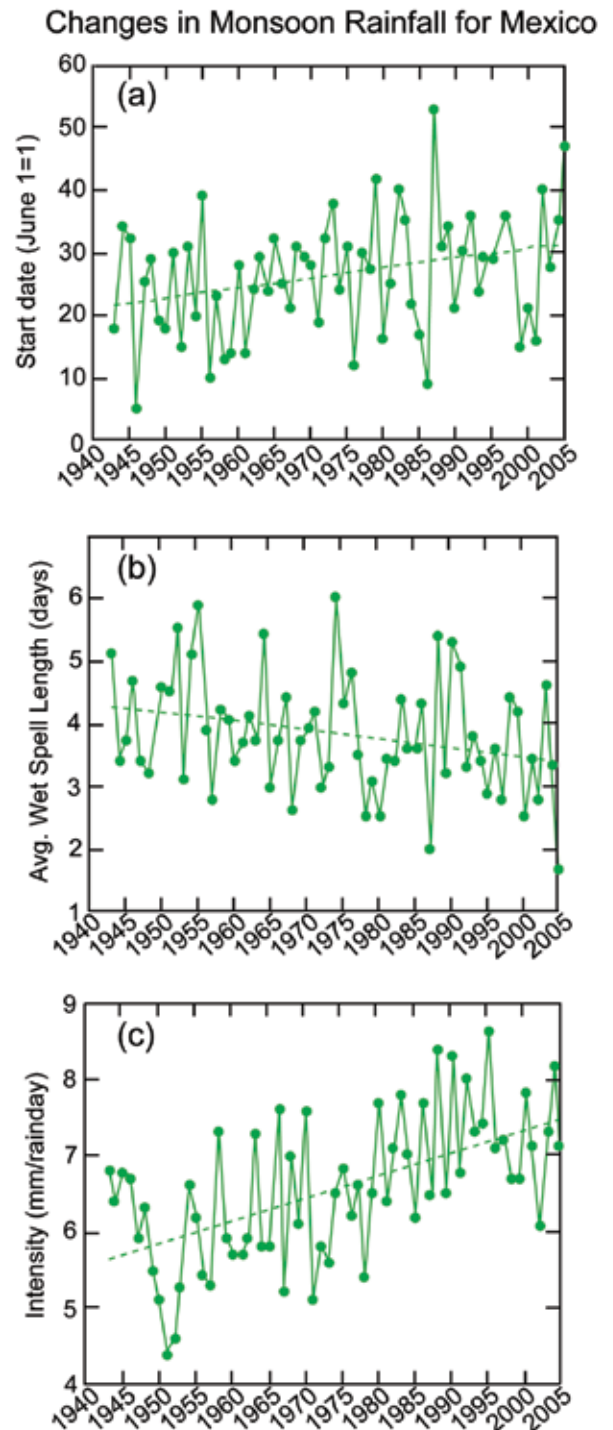 Changes in Monsoon Rainfall for Mexico
(a)
Start date (June 1=1)
60
50
40
30
20
10
0
1940 1945 1950 1955 1960 1965 1970 1975 1980 1985 1990 1995 2000 2005
(b)
Avg. Wet Spell Length (days)
6
5
4
3
2
1
1940 1945 1950 1955 1960 1965 1970 1975 1980 1985 1990 1995 2000 2005
(c)
Intensity (mm/rainday)
9
8
7
6
5
4
1940 1945 1950 1955 1960 1965 1970 1975 1980 1985 1990 1995 2000 2005